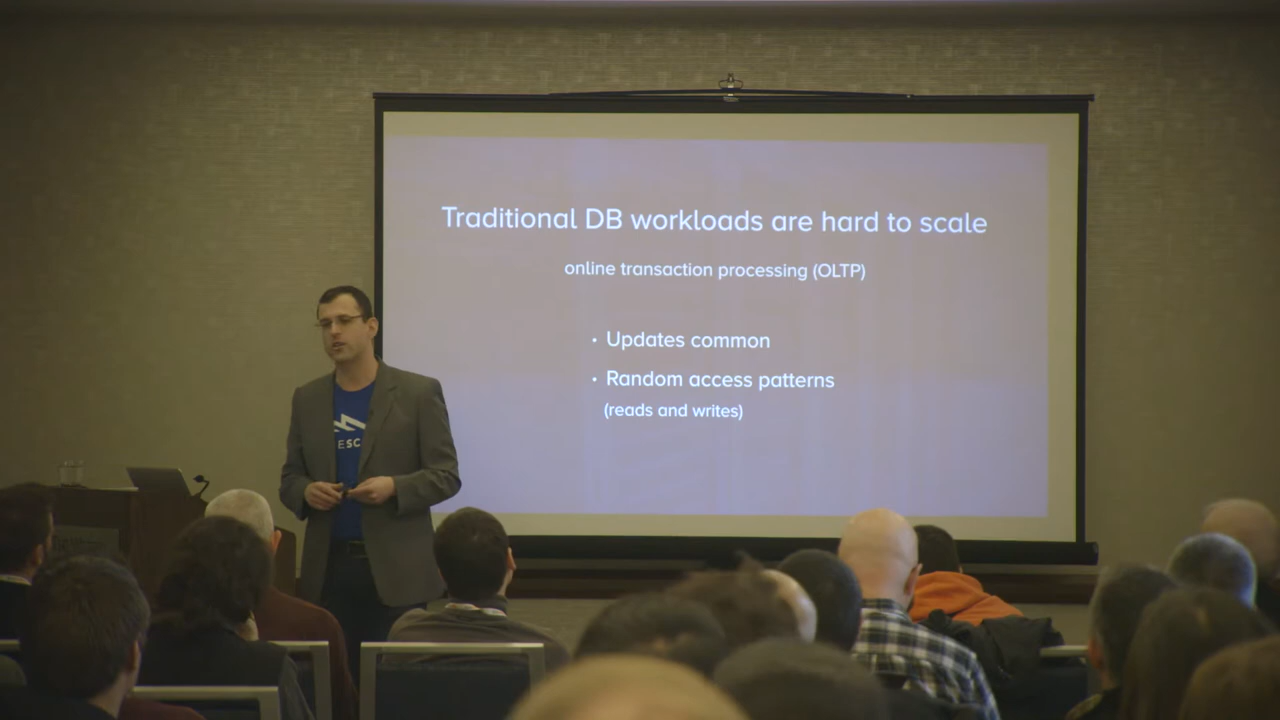 Traditional DB workloads are hard to scale
online transaction processing (OLTP)
• Updates common
• Random access patterns
(reads and writes)
ESC